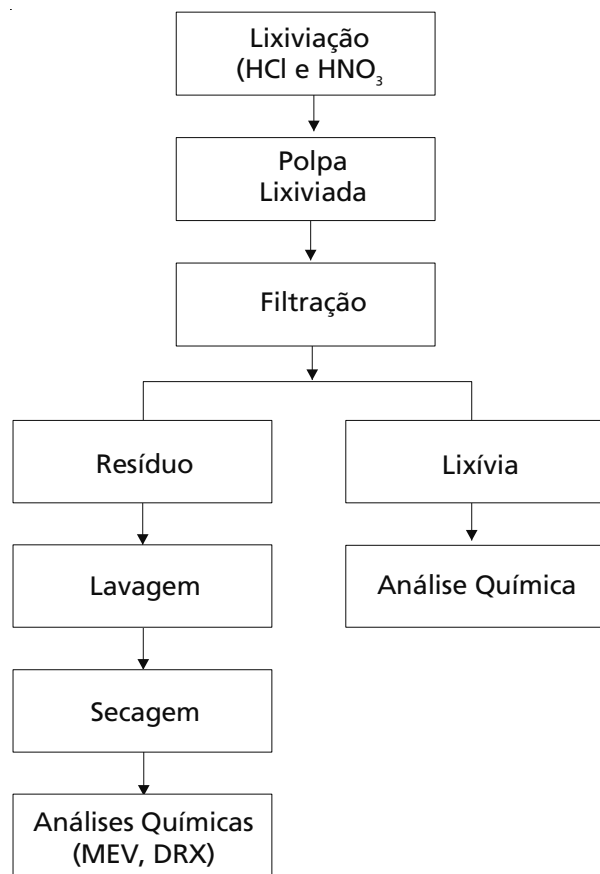 Lixiviação
(HCl e HNO₃
Polpa
Lixiviada
Filtração
Resíduo
Lixívia
Lavagem
Análise Química
Secagem
Análises Químicas
(MEV, DRX)